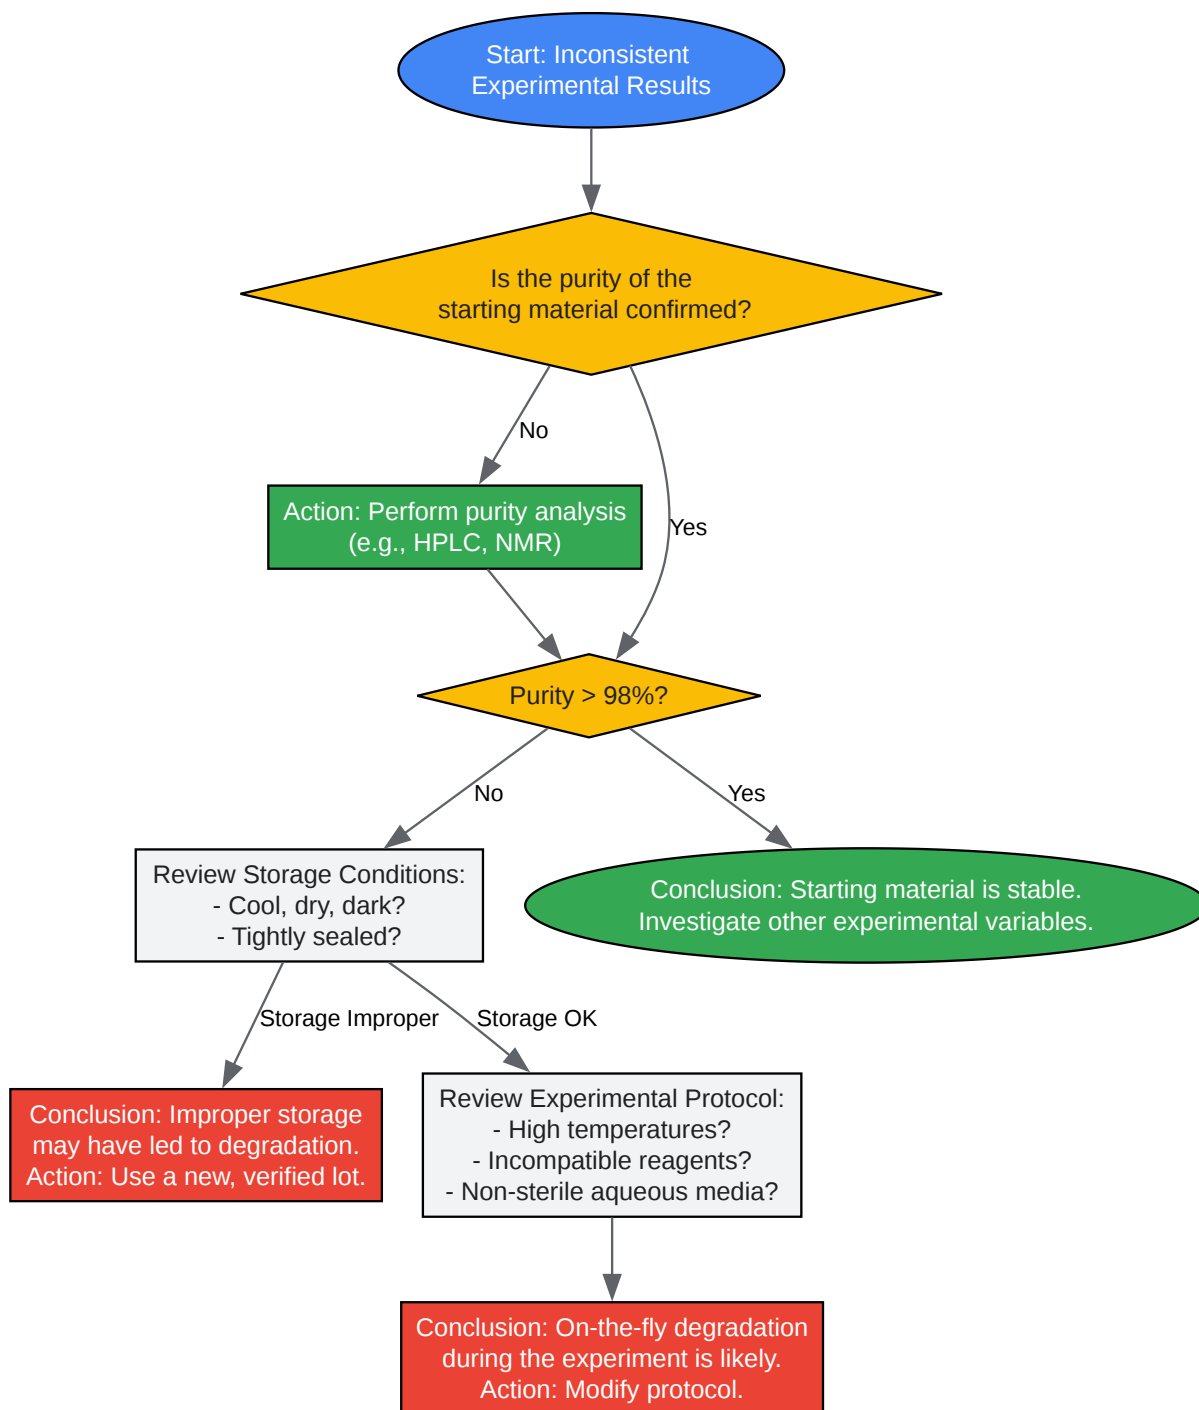 Start: Inconsistent
Experimental Results
Is the purity of the
starting material confirmed?
No
Action: Perform purity analysis
(e.g., HPLC, NMR)
Yes
Purity > 98%?
No
Yes
Review Storage Conditions:
- Cool, dry, dark?
- Tightly sealed?
Conclusion: Starting material is stable.
Investigate other experimental variables.
Storage Improper
Storage OK
Conclusion: Improper storage
may have led to degradation.
Action: Use a new, verified lot.
Review Experimental Protocol:
- High temperatures?
- Incompatible reagents?
- Non-sterile aqueous media?
Conclusion: On-the-fly degradation
during the experiment is likely.
Action: Modify protocol.